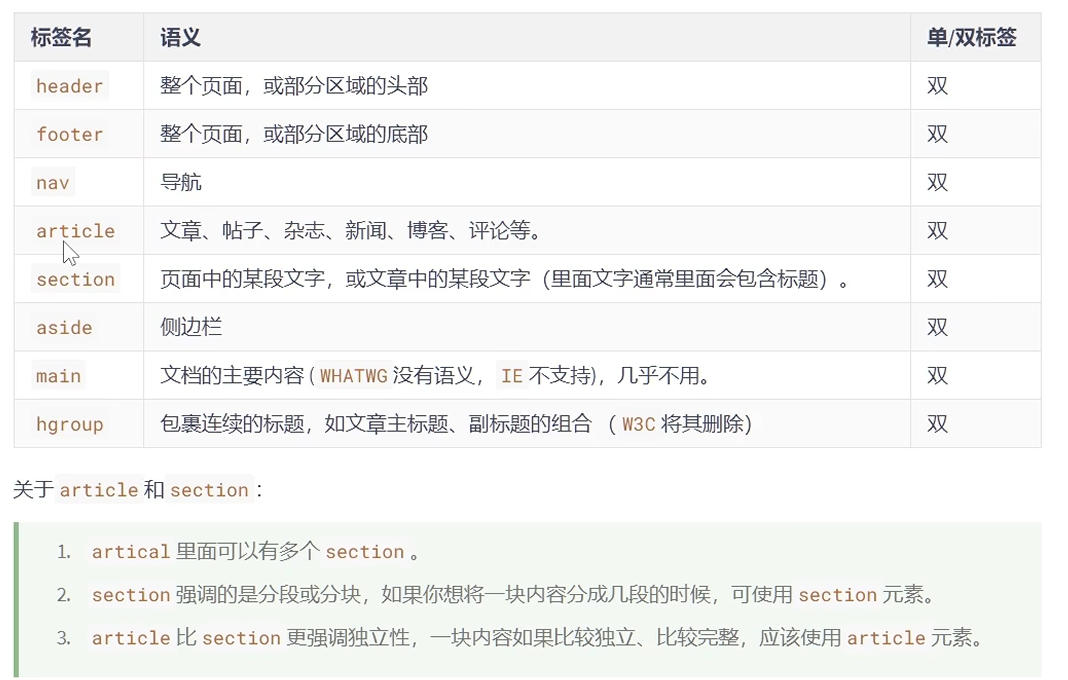 标签名 语义 单/双标签
header 整个页面，或部分区域的头部 双
footer 整个页面，或部分区域的底部 双
nav 导航 双
article 文章、帖子、杂志、新闻、博客、评论等。 双
section 页面中的某段文字，或文章中的某段文字（里面文字通常里面会包含标题）。 双
aside 侧边栏 双
main 文档的主要内容 ( WHATWG 没有语义， IE 不支持)，几乎不用。 双
hgroup 包裹连续的标题，如文章主标题、副标题的组合 （ W3C 将其删除） 双
关于 article 和 section ：
1. artical 里面可以有多个 section 。
2. section 强调的是分段或分块，如果你想将一块内容分成几段的时候，可使用 section 元素。
3. article 比 section 更强调独立性，一块内容如果比较独立、比较完整，应该使用 article 元素。